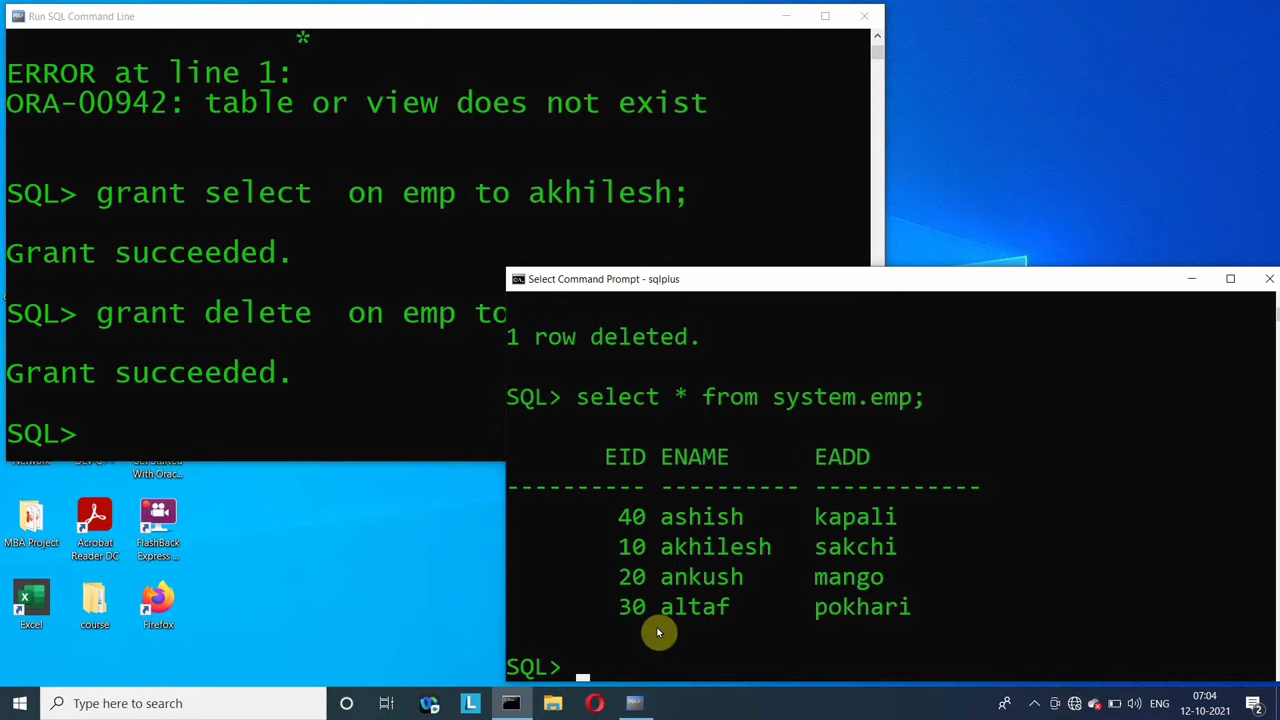 Run SQL Command Line
*
ERROR at line 1:
ORA-00942: table or view does not exist
SQL> grant select  on emp to akhilesh;
Grant succeeded.
SQL> grant delete  on emp to
Grant succeeded.
SQL>
Select Command Prompt - sqlplus
1 row deleted.
SQL> select * from system.emp;
EID ENAME EADD
---------- ---------- ------------
40 ashish kapali
10 akhilesh sakchi
20 ankush mango
30 altaf pokhari
SQL>
With Orac...
MBA Project
Acrobat
Reader DC
FlashBack
Express ...
Excel
course
Firefox
Type here to search
L
ENG
07:04
12-10-2021
2